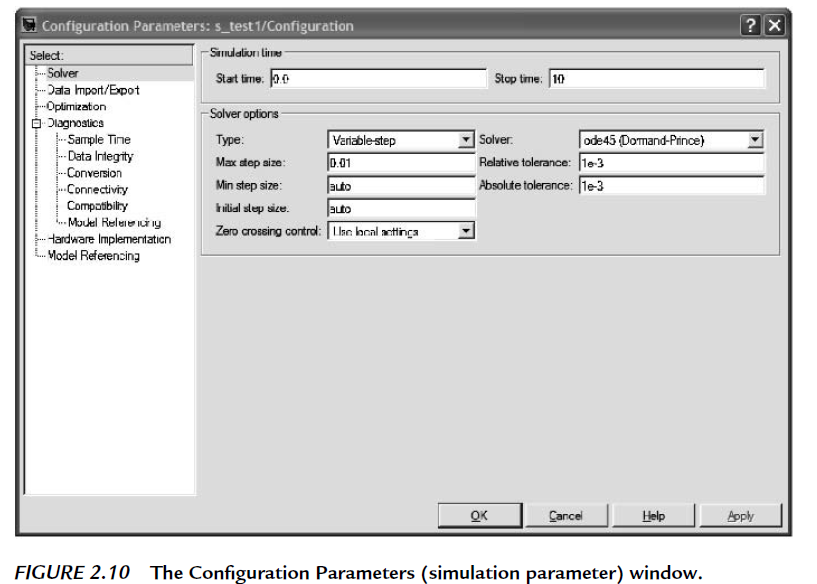 Configuration Parameters: s_test1/Configuration
Select:
Solver
Data Import/Export
Optimization
Diagnostics
Sample Time
Data Integrity
Conversion
Connectivity
Compatibility
Model Referencing
Hardware Implementation
Model Referencing
Simulation time
Start time: 0.0 Stop time: 10
Solver options
Type: Variable-step Solver: ode45 (Dormand-Prince)
Max step size: 0.01 Relative tolerance: 1e-3
Min step size: auto Absolute tolerance: 1e-3
Initial step size: auto
Zero crossing control: Use local settings
OK Cancel Help Apply
FIGURE 2.10 The Configuration Parameters (simulation parameter) window.